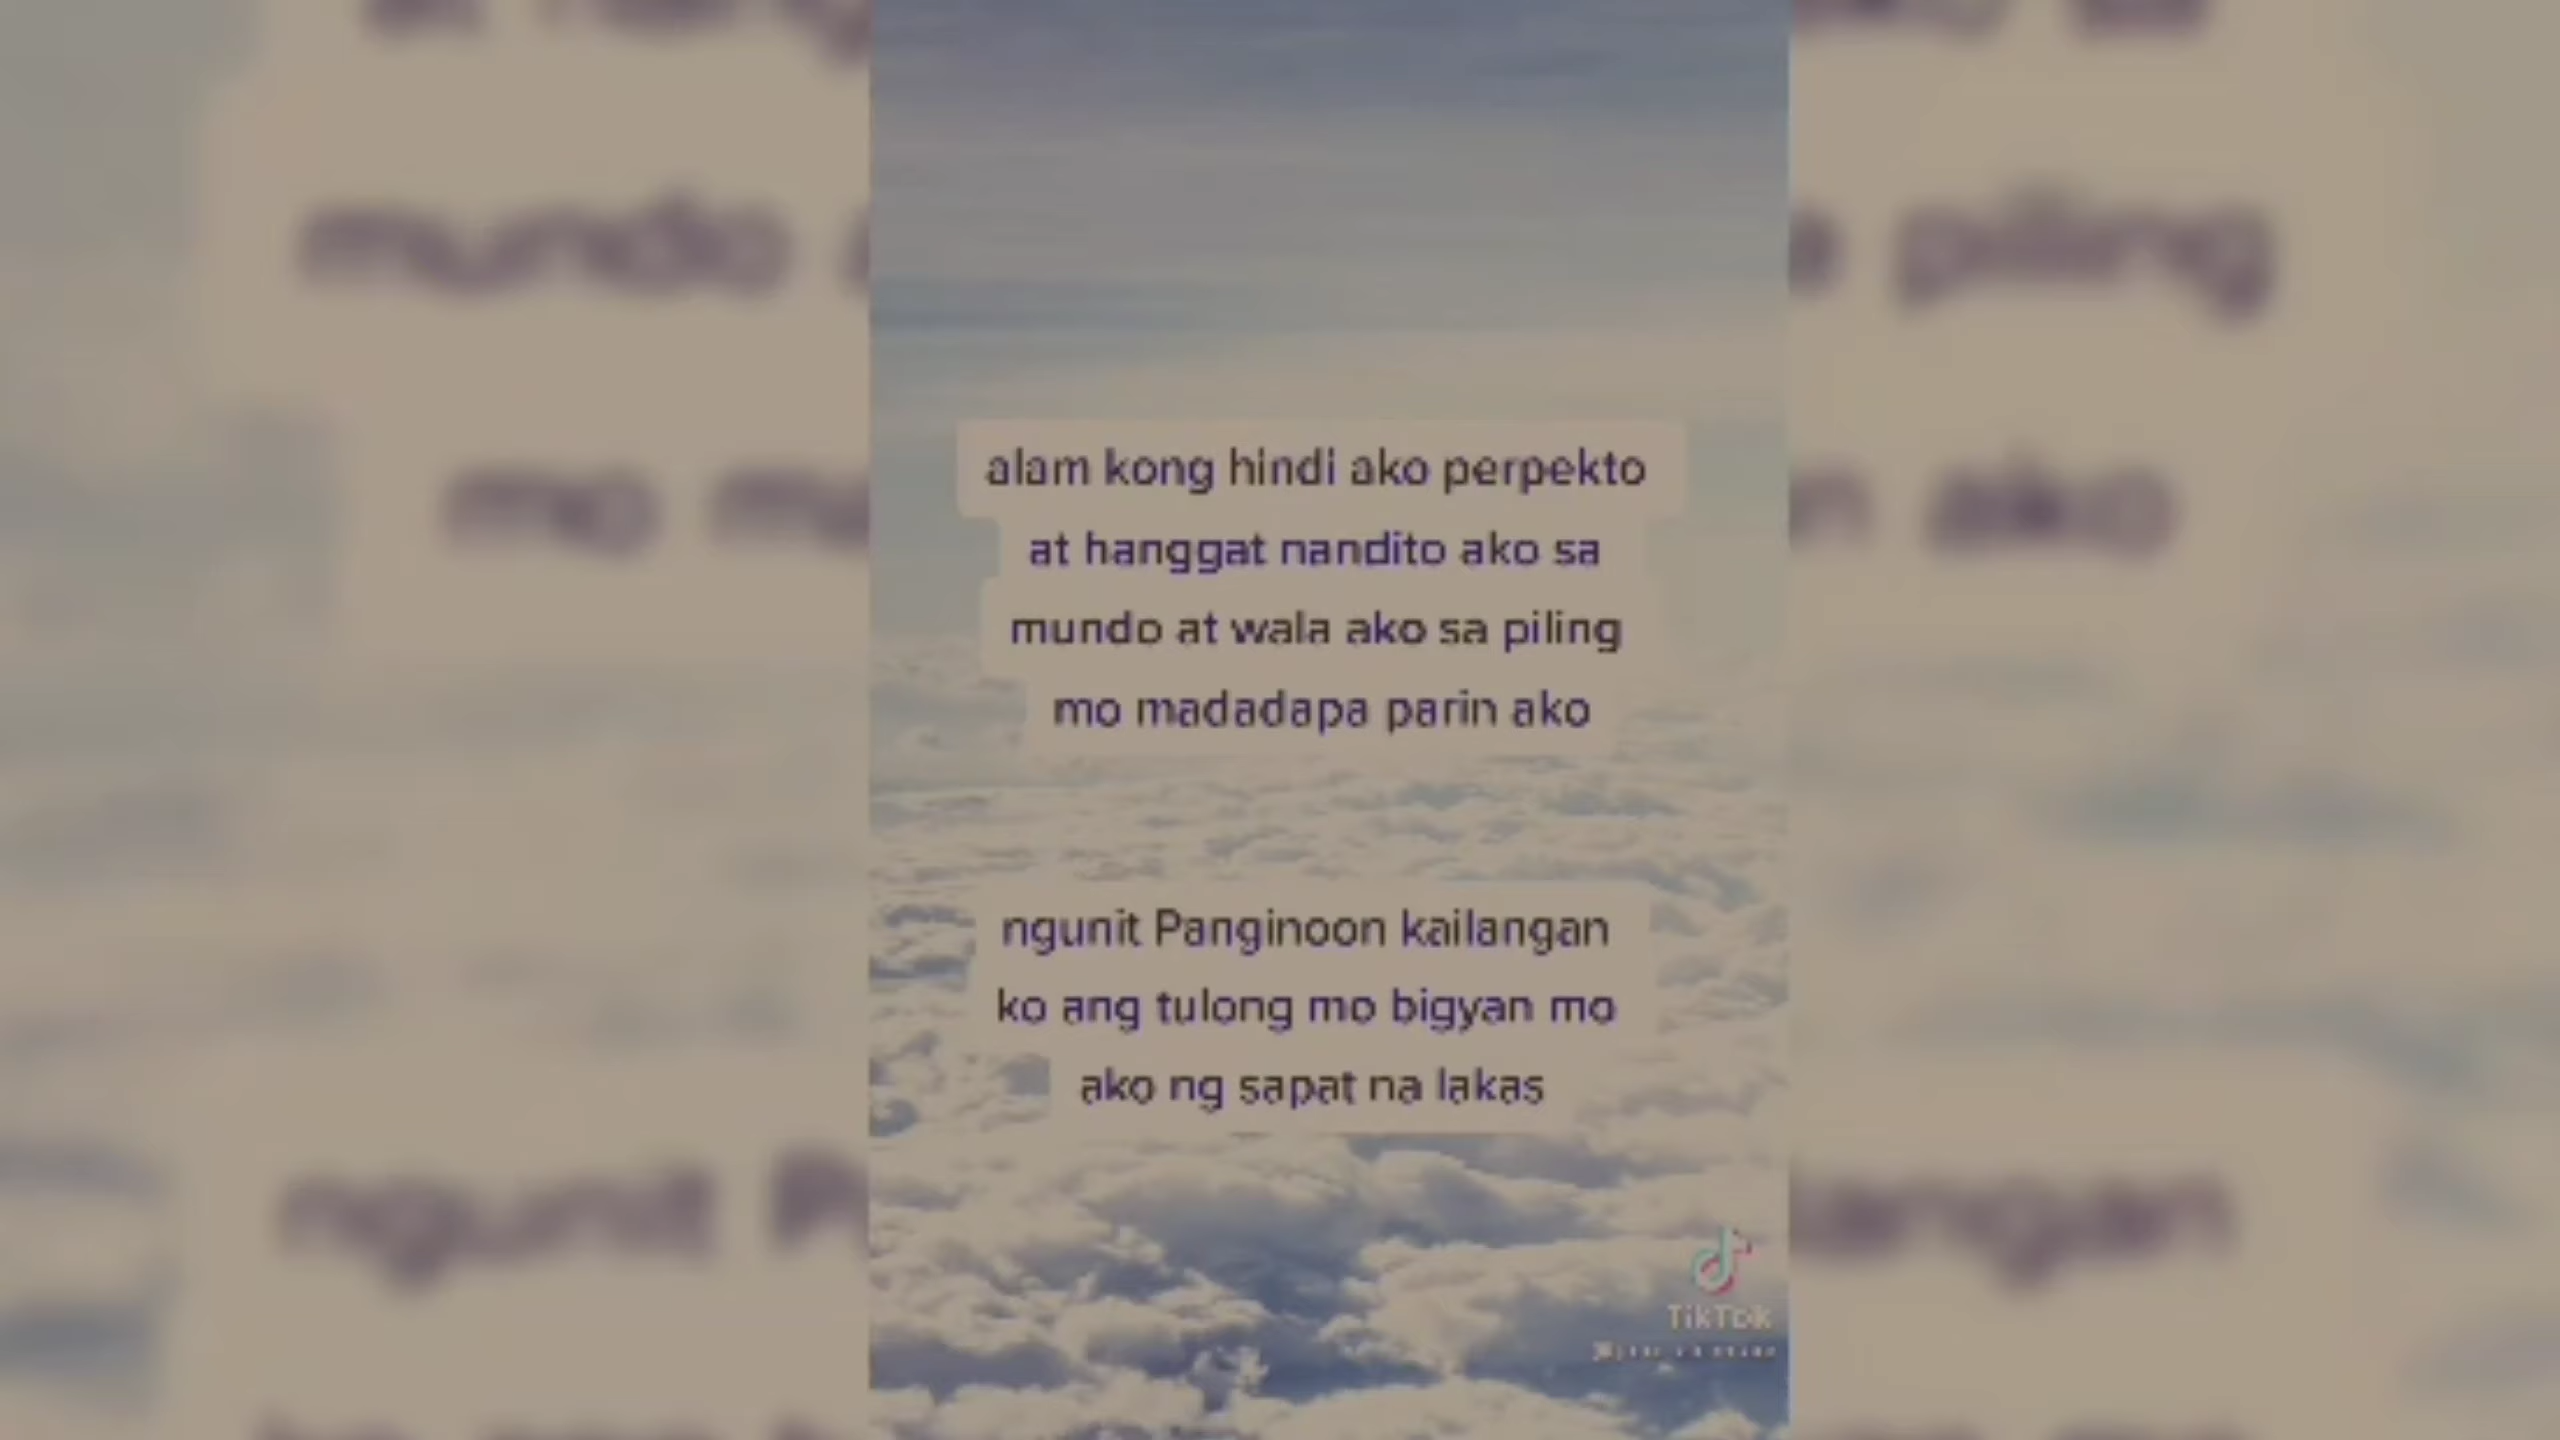 alam kong hindi ako perpekto
at hanggat nandito ako sa
mundo at wala ako sa piling
mo madadapa parin ako
ngunit Panginoon kailangan
ko ang tulong mo bigyan mo
ako ng sapat na lakas
TikTok